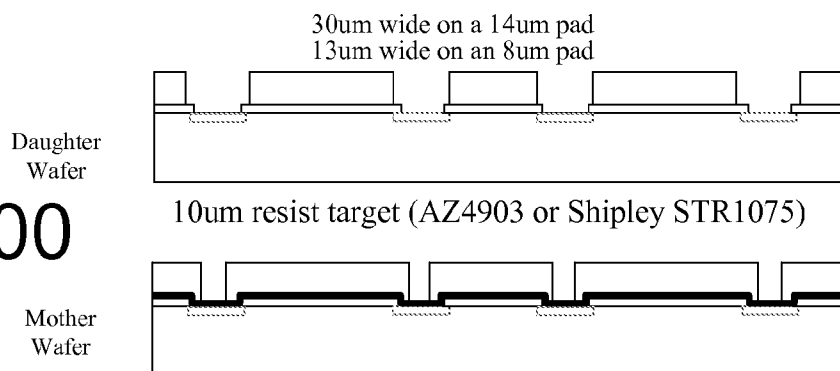 30um wide on a 14um pad
13um wide on an 8um pad
Daughter
Wafer
10um resist target (AZ4903 or Shipley STR1075)
00
Mother
Wafer